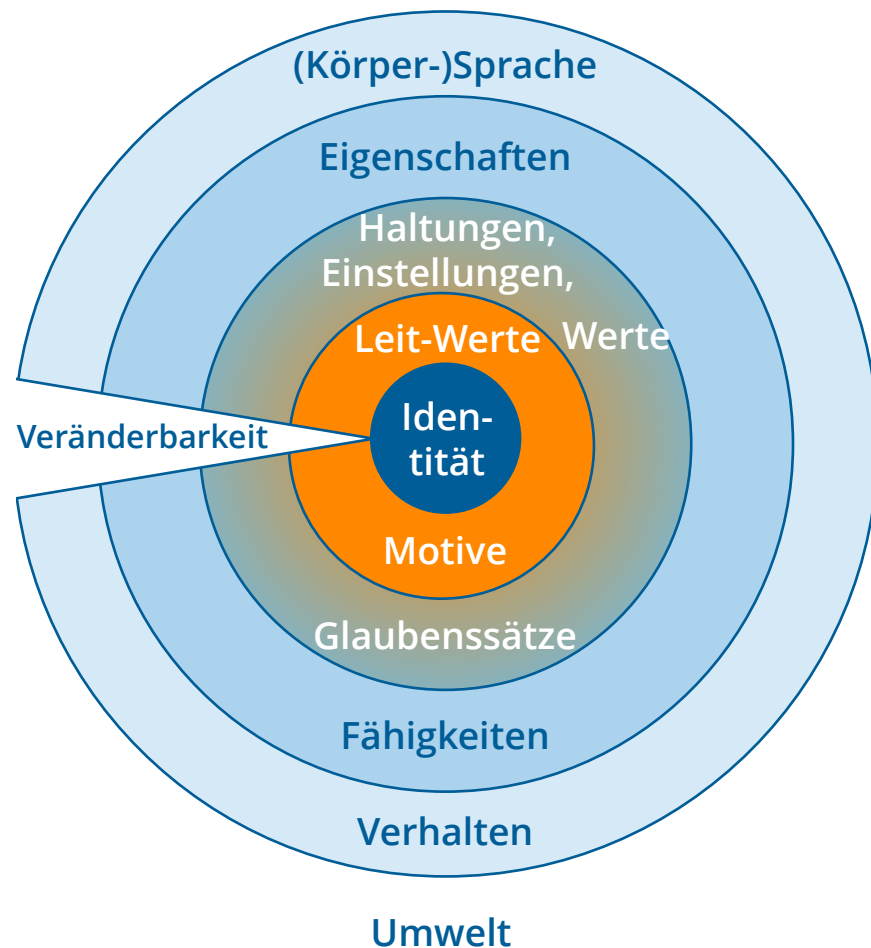 (Körper-)Sprache
Eigenschaften
Haltungen,
Einstellungen,
Werte
Leit-Werte
Iden-
tität
Veränderbarkeit
Motive
Glaubenssätze
Fähigkeiten
Verhalten
Umwelt